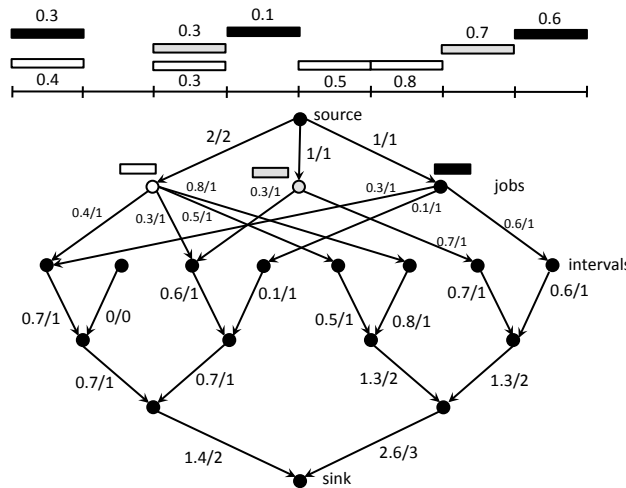 0.3 0.3 0.1 0.7 0.6
0.4 0.3 0.5 0.8
source
2/2 1/1 1/1
jobs
0.4/1 0.3/1 0.5/1 0.8/1 0.3/1 0.3/1 0.1/1 0.7/1 0.6/1
intervals
0.7/1 0/0 0.6/1 0.1/1 0.5/1 0.8/1 0.7/1 0.6/1
0.7/1 0.7/1 1.3/2 1.3/2
1.4/2 2.6/3
sink